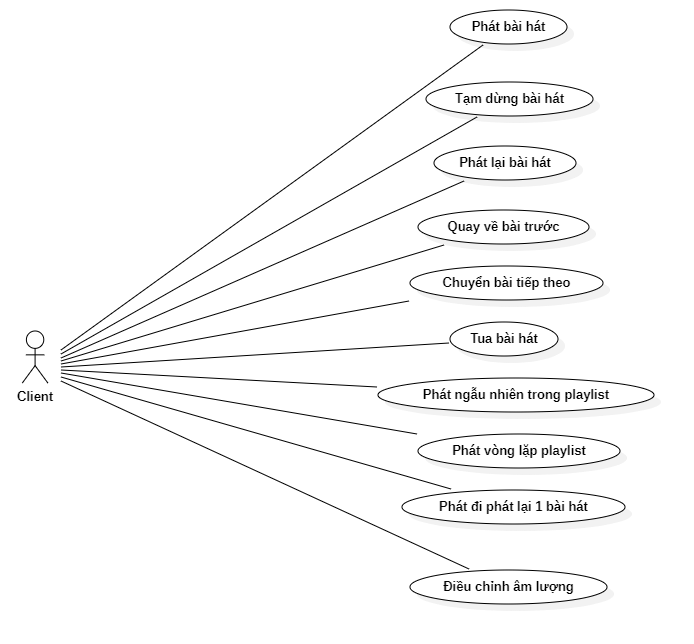 Phát bài hát
Tạm dừng bài hát
Phát lại bài hát
Quay về bài trước
Chuyển bài tiếp theo
Tua bài hát
Client
Phát ngẫu nhiên trong playlist
Phát vòng lặp playlist
Phát đi phát lại 1 bài hát
Điều chỉnh âm lượng